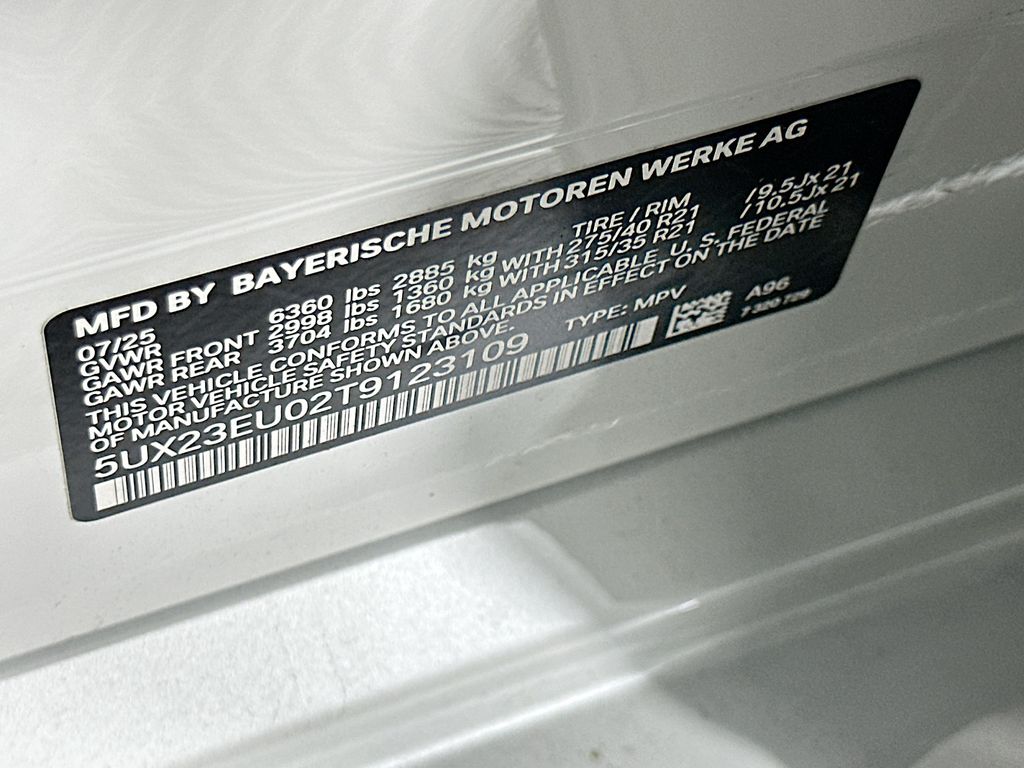 MFD BY BAYERISCHE MOTOREN WERKE AG
07/25 TIRE / RIM
GVWR 6360 lbs 2885 kg
GAWR FRONT 2998 lbs 1360 kg WITH 275/40 R21 /9.5Jx21
GAWR REAR 3704 lbs 1680 kg WITH 315/35 R21 /10.5Jx21
THIS VEHICLE CONFORMS TO ALL APPLICABLE U. S. FEDERAL
MOTOR VEHICLE SAFETY STANDARDS IN EFFECT ON THE DATE
OF MANUFACTURE SHOWN ABOVE.
5UX23EU02T9123109 TYPE: MPV A96
7 320 729